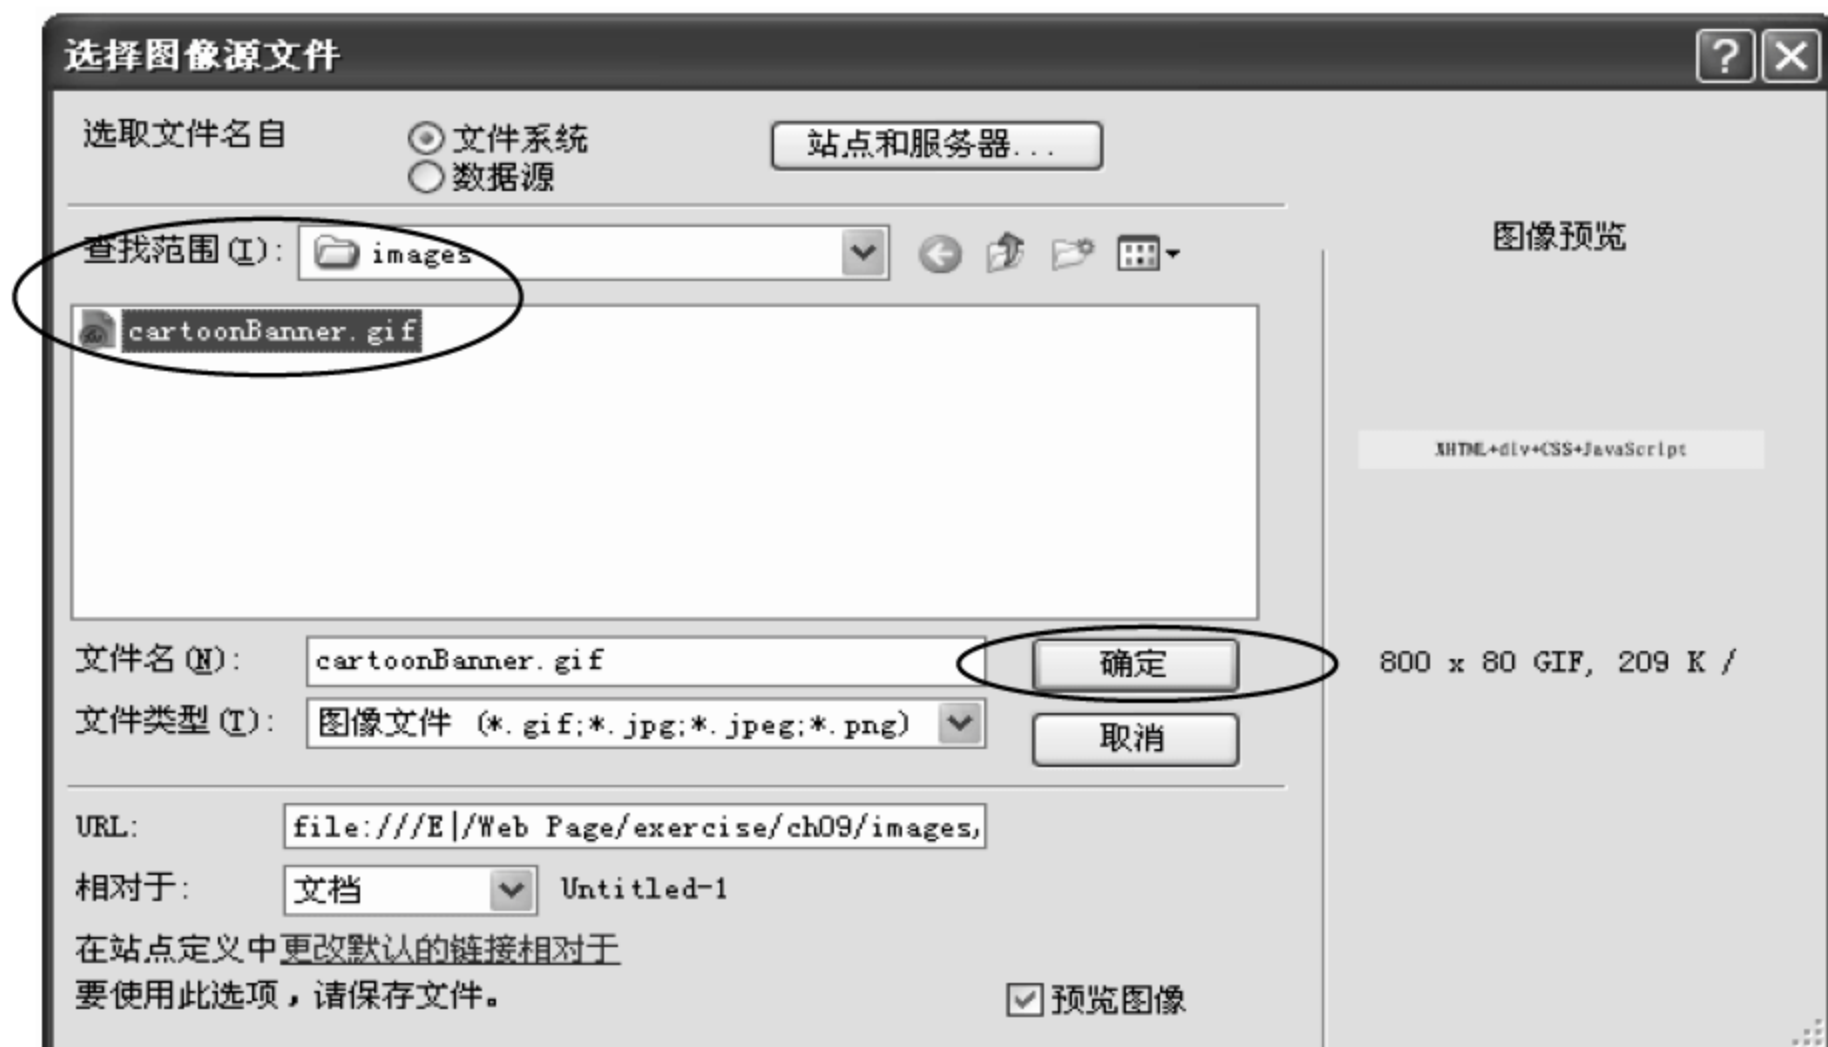 选择图像源文件
选取文件名自
文件系统
站点和服务器...
数据源
查找范围(I):
images
图像预览
cartoonBanner.gif
XHTML+div+CSS+JavaScript
文件名(N):
cartoonBanner.gif
确定
800 x 80 GIF, 209 K /
文件类型(T):
图像文件 (*.gif;*.jpg;*.jpeg;*.png)
取消
URL:
file:///E|/Web Page/exercise/ch09/images/
相对于:
文档
Untitled-1
在站点定义中更改默认的链接相对于
要使用此选项，请保存文件。
预览图像